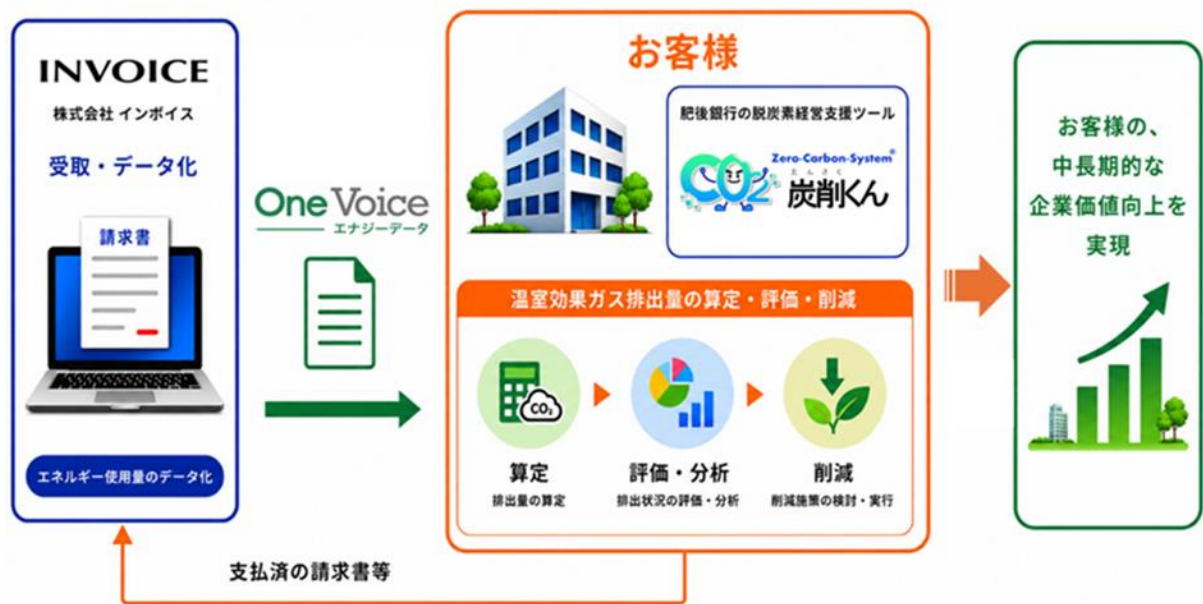 INVOICE
株式会社 インボイス
受取・データ化
請求書
エネルギー使用量のデータ化
One Voice
エナジーデータ
お客様
肥後銀行の脱炭素経営支援ツール
CO2
Zero-Carbon-System®
たんさく
炭削くん
温室効果ガス排出量の算定・評価・削減
CO₂
算定
排出量の算定
評価・分析
排出状況の評価・分析
削減
削減施策の検討・実行
お客様の、
中長期的な
企業価値向上を
実現
支払済の請求書等